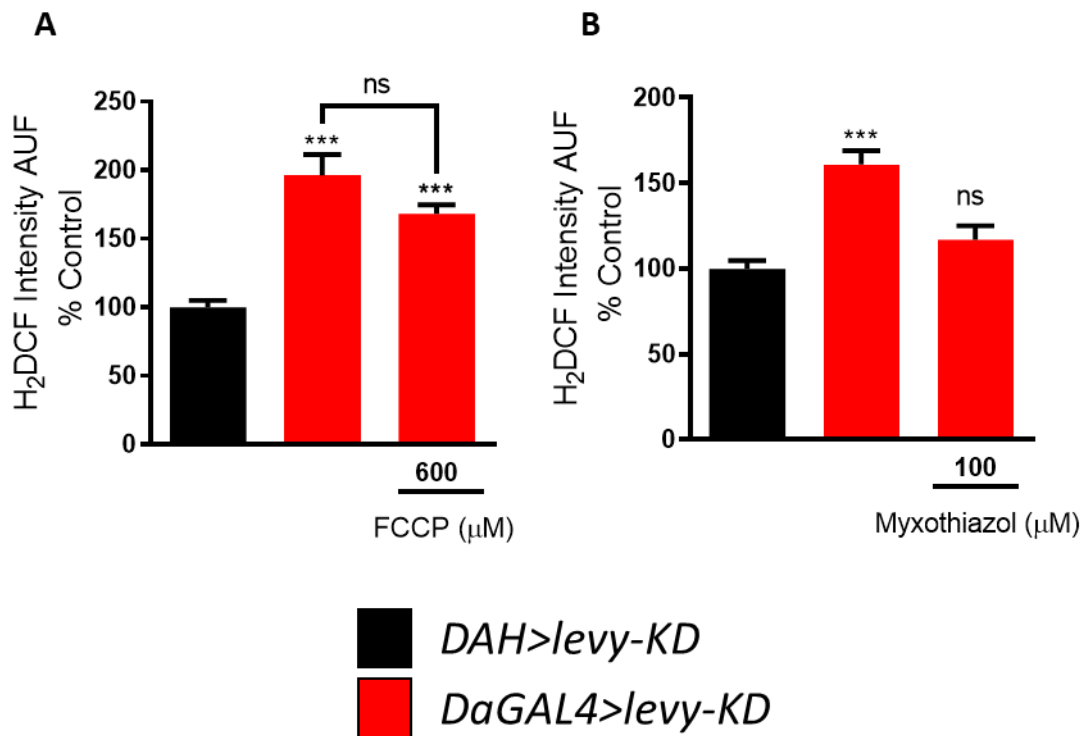 A
H₂DCF Intensity AUF
% Control
250
200
150
100
50
0
ns
***
***
600
FCCP (μM)
B
H₂DCF Intensity AUF
% Control
200
150
100
50
0
***
ns
100
Myxothiazol (μM)
DAH>levy-KD
DaGAL4>levy-KD